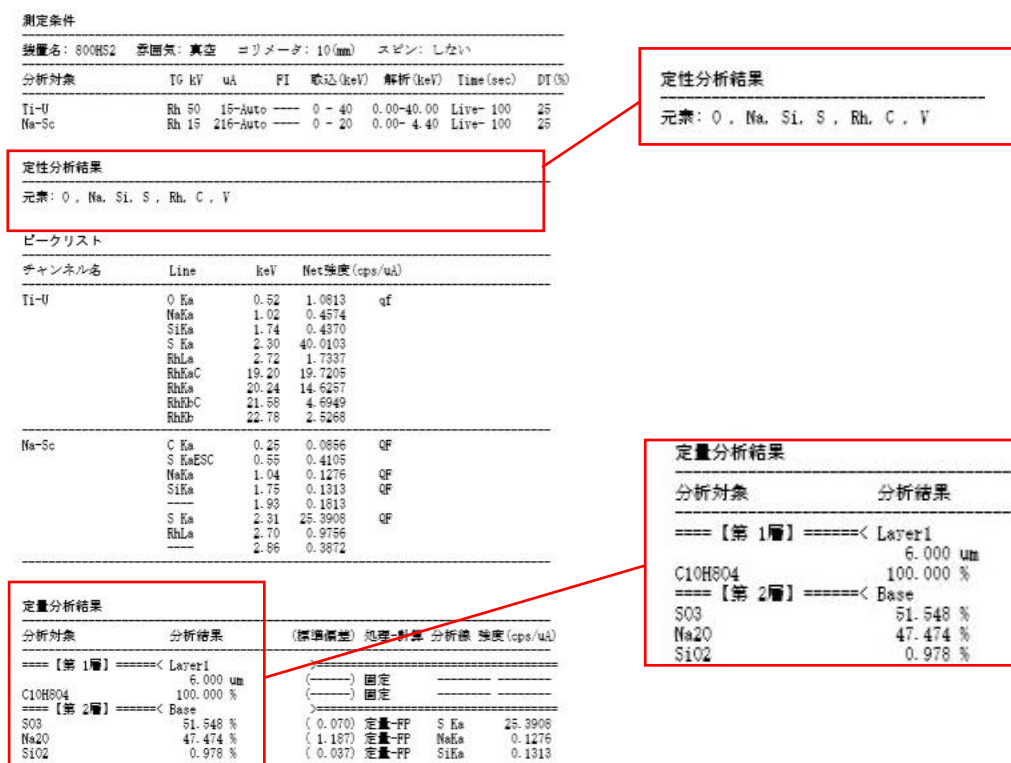 測定条件
装置名: 800HS2 雰囲気: 真空 コリメータ: 10(mm) スピン: しない
分析対象 TG kV uA FI 取込(keV) 解析(keV) Time(sec) DT(%)
Ti-U Rh 50 15-Auto ---- 0 - 40 0.00-40.00 Live- 100 25
Na-Sc Rh 15 216-Auto ---- 0 - 20 0.00- 4.40 Live- 100 25
定性分析結果
元素: O , Na, Si, S , Rh, C , V
ピークリスト
チャンネル名 Line keV Net強度(cps/uA)
Ti-U O Ka 0.52 1.0813 qf
NaKa 1.02 0.4574
SiKa 1.74 0.4370
S Ka 2.30 40.0103
RhLa 2.72 1.7337
RhKaC 19.20 19.7205
RhKa 20.24 14.6257
RhKbC 21.58 4.6949
RhKb 22.78 2.5268
Na-Sc C Ka 0.25 0.0856 QF
S KaESC 0.55 0.4105
NaKa 1.04 0.1276 QF
SiKa 1.75 0.1313 QF
---- 1.93 0.1813
S Ka 2.31 25.3908 QF
RhLa 2.70 0.9756
---- 2.86 0.3872
定量分析結果
分析対象 分析結果 (標準偏差) 処理-計算 分析線 強度(cps/uA)
==== 【第 1層】 ======< Layer1 >====================================
6.000 um (------) 固定 -------- --------
C10H8O4 100.000 % (------) 固定 -------- --------
==== 【第 2層】 ======< Base >====================================
SO3 51.548 % ( 0.070) 定量-FP S Ka 25.3908
Na2O 47.474 % ( 1.187) 定量-FP NaKa 0.1276
SiO2 0.978 % ( 0.037) 定量-FP SiKa 0.1313
定性分析結果
元素: O , Na, Si, S , Rh, C , V
定量分析結果
分析対象 分析結果
==== 【第 1層】 ======< Layer1
6.000 um
C10H8O4 100.000 %
==== 【第 2層】 ======< Base
SO3 51.548 %
Na2O 47.474 %
SiO2 0.978 %